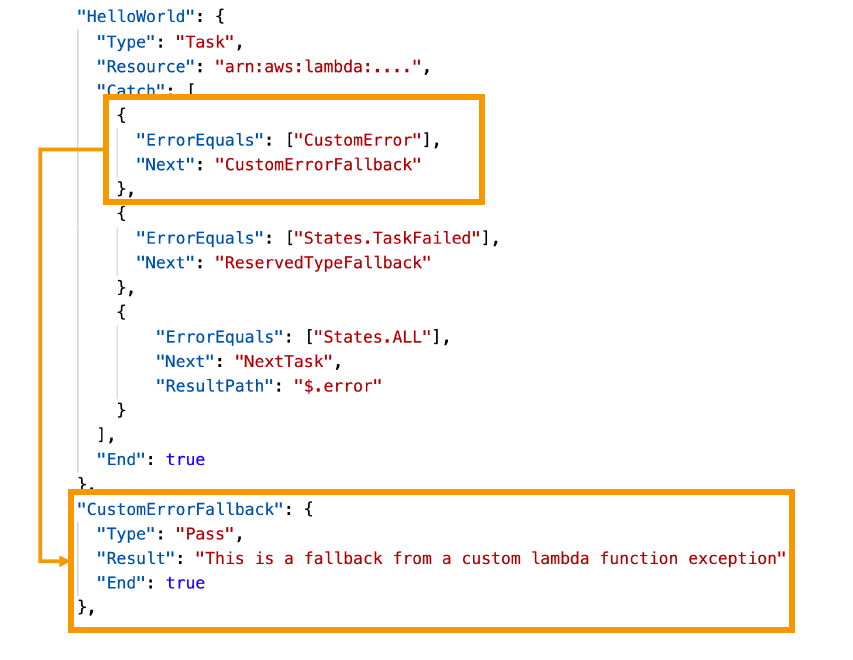 "HelloWorld": {
"Type": "Task",
"Resource": "arn:aws:lambda:....",
"Catch": [
{
"ErrorEquals": ["CustomError"],
"Next": "CustomErrorFallback"
},
{
"ErrorEquals": ["States.TaskFailed"],
"Next": "ReservedTypeFallback"
},
{
"ErrorEquals": ["States.ALL"],
"Next": "NextTask",
"ResultPath": "$.error"
}
],
"End": true
},
"CustomErrorFallback": {
"Type": "Pass",
"Result": "This is a fallback from a custom lambda function exception"
"End": true
},